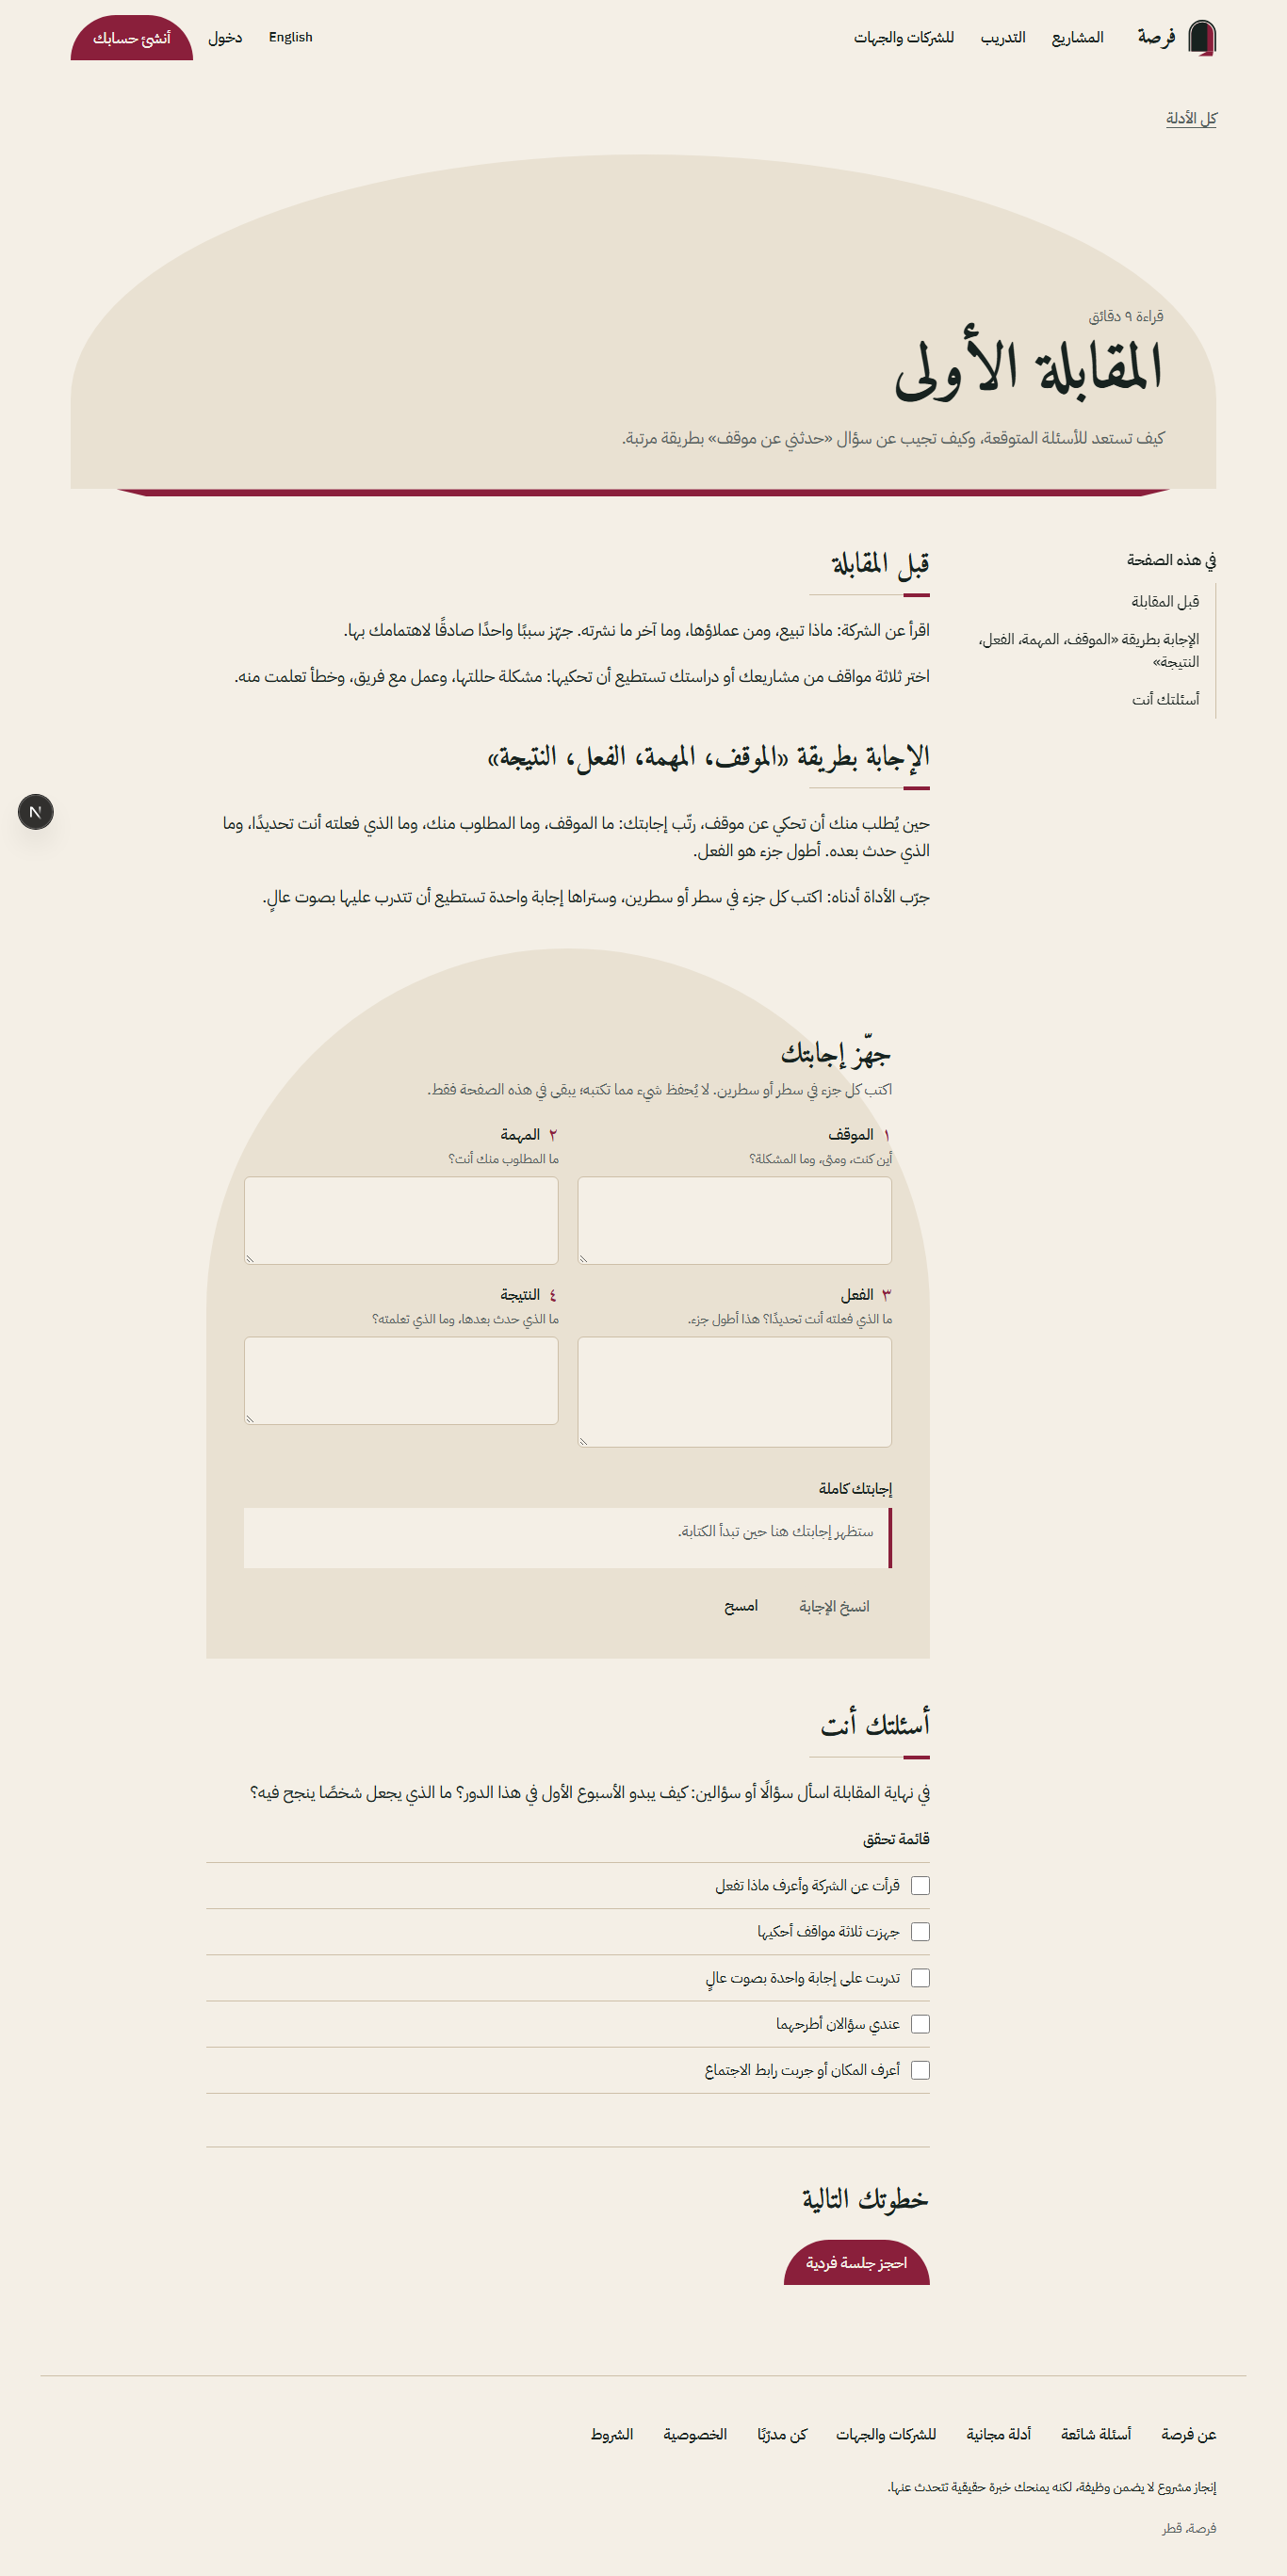 فرصة
المشاريع
التدريب
للشركات والجهات
English
دخول
أنشئ حسابك
كل الأدلة
قراءة ٩ دقائق
المقابلة الأولى
كيف تستعد للأسئلة المتوقعة، وكيف تجيب عن سؤال «حدثني عن موقف» بطريقة مرتبة.
في هذه الصفحة
قبل المقابلة
الإجابة بطريقة «الموقف، المهمة، الفعل،
النتيجة»
أسئلتك أنت
قبل المقابلة
اقرأ عن الشركة: ماذا تبيع، ومن عملاؤها، وما آخر ما نشرته. جهّز سببًا واحدًا صادقًا لاهتمامك بها.
اختر ثلاثة مواقف من مشاريعك أو دراستك تستطيع أن تحكيها: مشكلة حللتها، وعمل مع فريق، وخطأ تعلمت منه.
الإجابة بطريقة «الموقف، المهمة، الفعل، النتيجة»
حين يُطلب منك أن تحكي عن موقف، رتّب إجابتك: ما الموقف، وما المطلوب منك، وما الذي فعلته أنت تحديدًا، وما
الذي حدث بعده. أطول جزء هو الفعل.
جرّب الأداة أدناه: اكتب كل جزء في سطر أو سطرين، وستراها إجابة واحدة تستطيع أن تتدرب عليها بصوت عالٍ.
جهّز إجابتك
اكتب كل جزء في سطر أو سطرين. لا يُحفظ شيء مما تكتبه؛ يبقى في هذه الصفحة فقط.
١ الموقف
أين كنت، ومتى، وما المشكلة؟
٢ المهمة
ما المطلوب منك أنت؟
٣ الفعل
ما الذي فعلته أنت تحديدًا؟ هذا أطول جزء.
٤ النتيجة
ما الذي حدث بعدها، وما الذي تعلمته؟
إجابتك كاملة
ستظهر إجابتك هنا حين تبدأ الكتابة.
انسخ الإجابة
امسح
أسئلتك أنت
في نهاية المقابلة اسأل سؤالًا أو سؤالين: كيف يبدو الأسبوع الأول في هذا الدور؟ ما الذي يجعل شخصًا ينجح فيه؟
قائمة تحقق
قرأت عن الشركة وأعرف ماذا تفعل
جهزت ثلاثة مواقف أحكيها
تدربت على إجابة واحدة بصوت عالٍ
عندي سؤالان أطرحهما
أعرف المكان أو جربت رابط الاجتماع
خطوتك التالية
احجز جلسة فردية
عن فرصة
أسئلة شائعة
أدلة مجانية
للشركات والجهات
كن مدرّبًا
الخصوصية
الشروط
إنجاز مشروع لا يضمن وظيفة، لكنه يمنحك خبرة حقيقية تتحدث عنها.
فرصة، قطر
N